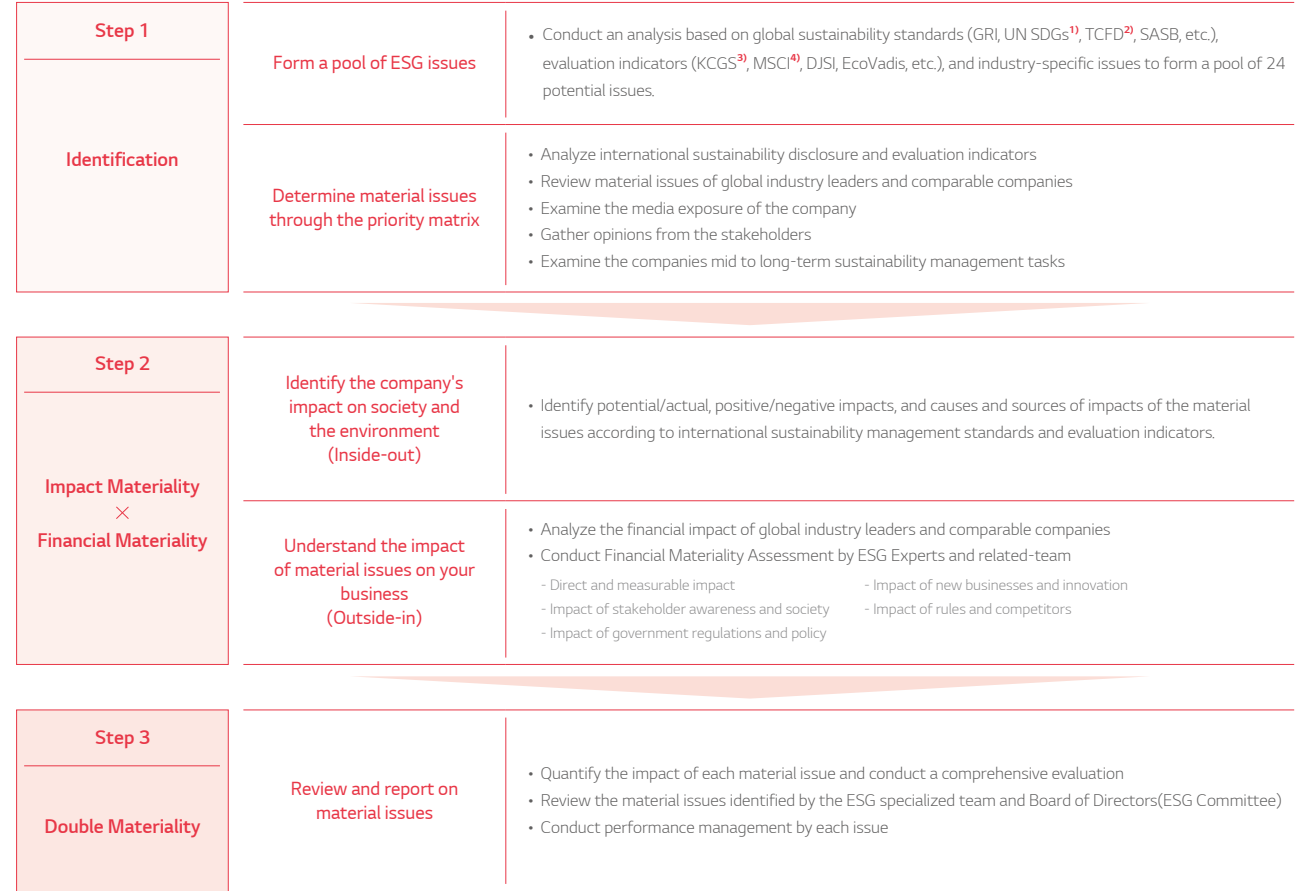 Step 1
Identification
Form a pool of ESG issues
• Conduct an analysis based on global sustainability standards (GRI, UN SDGs1), TCFD2), SASB, etc.),
evaluation indicators (KCGS3), MSCI4), DJSI, EcoVadis, etc.), and industry-specific issues to form a pool of 24
potential issues.
Determine material issues
through the priority matrix
• Analyze international sustainability disclosure and evaluation indicators
• Review material issues of global industry leaders and comparable companies
• Examine the media exposure of the company
• Gather opinions from the stakeholders
• Examine the companies mid to long-term sustainability management tasks
Step 2
Impact Materiality
×
Financial Materiality
Identify the company's
impact on society and
the environment
(Inside-out)
• Identify potential/actual, positive/negative impacts, and causes and sources of impacts of the material
issues according to international sustainability management standards and evaluation indicators.
Understand the impact
of material issues on your
business
(Outside-in)
• Analyze the financial impact of global industry leaders and comparable companies
• Conduct Financial Materiality Assessment by ESG Experts and related-team
- Direct and measurable impact
- Impact of stakeholder awareness and society
- Impact of government regulations and policy
- Impact of new businesses and innovation
- Impact of rules and competitors
Step 3
Double Materiality
Review and report on
material issues
• Quantify the impact of each material issue and conduct a comprehensive evaluation
• Review the material issues identified by the ESG specialized team and Board of Directors(ESG Committee)
• Conduct performance management by each issue